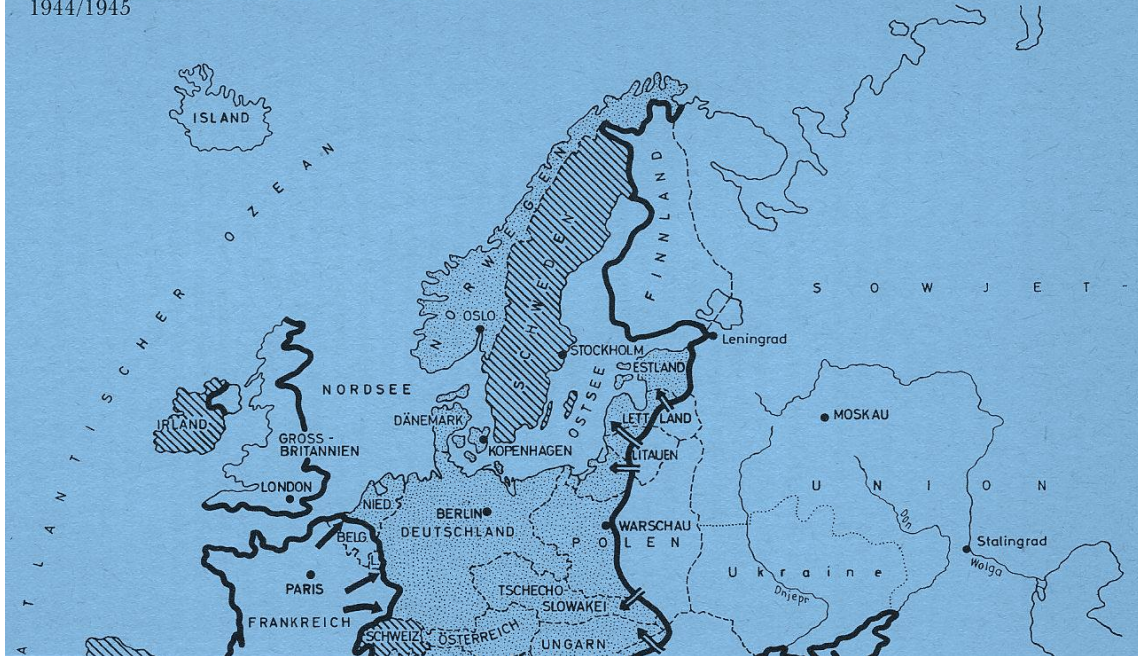 1944/1945
ISLAND
ATLANTISCHER OZEAN
NORWEGEN
SCHWEDEN
FINNLAND
SOWJET-
UNION
OSLO
STOCKHOLM
Leningrad
ESTLAND
NORDSEE
OSTSEE
DÄNEMARK
LETTLAND
MOSKAU
IRLAND
GROSS-
BRITANNIEN
KOPENHAGEN
LITAUEN
LONDON
NIED.
BERLIN
DEUTSCHLAND
WARSCHAU
POLEN
Don
Stalingrad
Wolga
BELG.
L.
PARIS
TSCHECHO-
SLOWAKEI
Ukraine
Dnjepr
FRANKREICH
SCHWEIZ
ÖSTERREICH
UNGARN